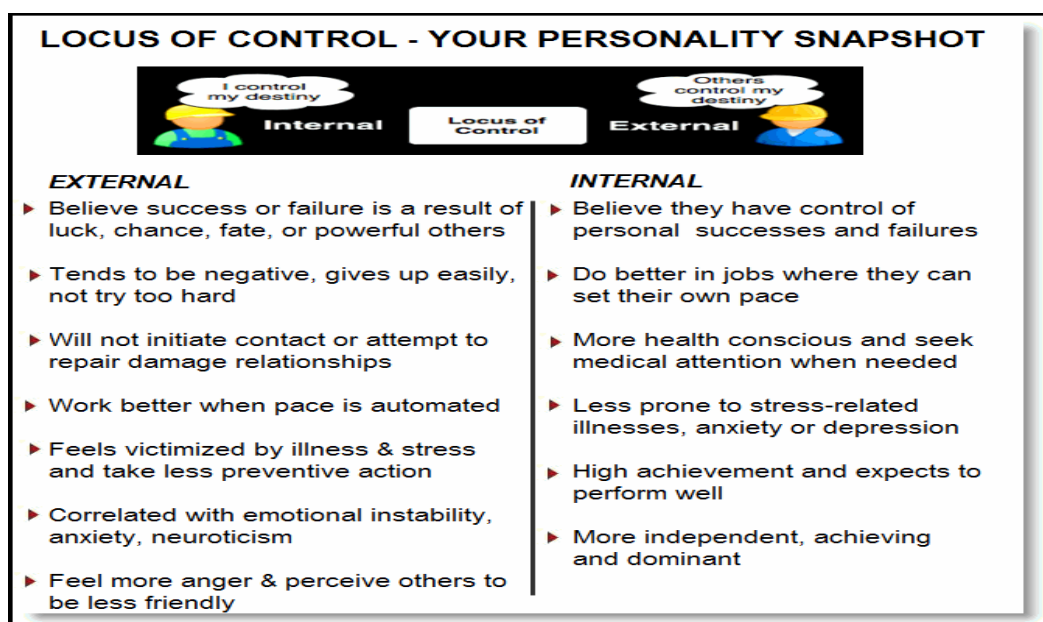 LOCUS OF CONTROL - YOUR PERSONALITY SNAPSHOT
I control
my destiny
Internal
Locus of
Control
External
Others
control my
destiny
EXTERNAL
Believe success or failure is a result of
luck, chance, fate, or powerful others
Tends to be negative, gives up easily,
not try too hard
Will not initiate contact or attempt to
repair damage relationships
Work better when pace is automated
Feels victimized by illness & stress
and take less preventive action
Correlated with emotional instability,
anxiety, neuroticism
Feel more anger & perceive others to
be less friendly
INTERNAL
Believe they have control of
personal successes and failures
Do better in jobs where they can
set their own pace
More health conscious and seek
medical attention when needed
Less prone to stress-related
illnesses, anxiety or depression
High achievement and expects to
perform well
More independent, achieving
and dominant